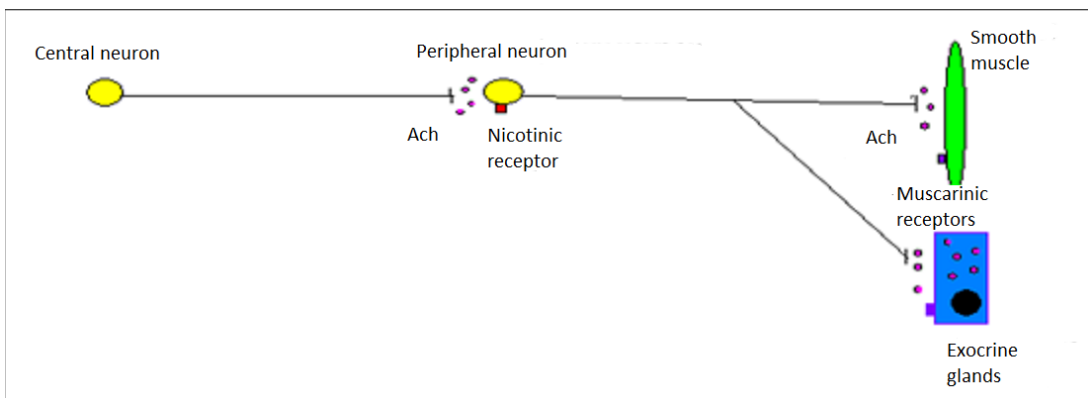 Central neuron
Peripheral neuron
Smooth
muscle
Ach
Nicotinic
receptor
Ach
Muscarinic
receptors
Exocrine
glands